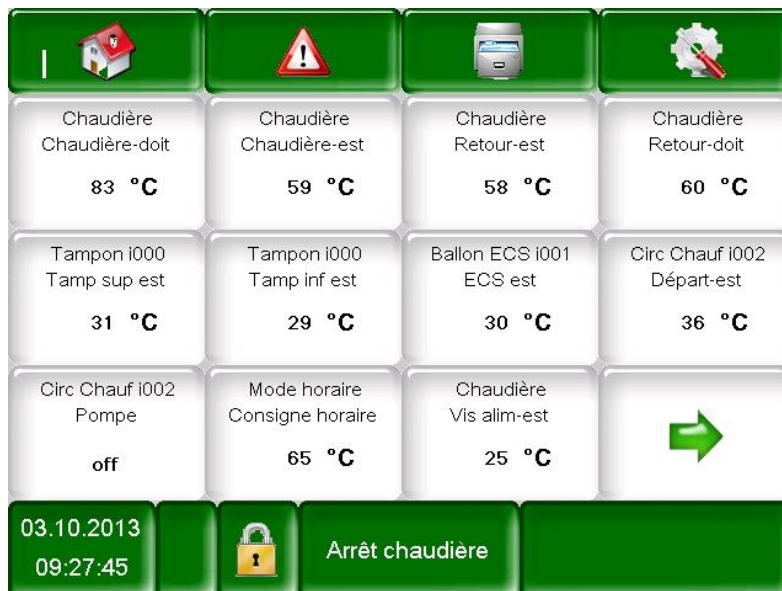 Chaudière
Chaudière-doit
83 °C
Chaudière
Chaudière-est
59 °C
Chaudière
Retour-est
58 °C
Chaudière
Retour-doit
60 °C
Tampon i000
Tamp sup est
31 °C
Tampon i000
Tamp inf est
29 °C
Ballon ECS i001
ECS est
30 °C
Circ Chauf i002
Départ-est
36 °C
Circ Chauf i002
Pompe
off
Mode horaire
Consigne horaire
65 °C
Chaudière
Vis alim-est
25 °C
03.10.2013
09:27:45
Arrêt chaudière